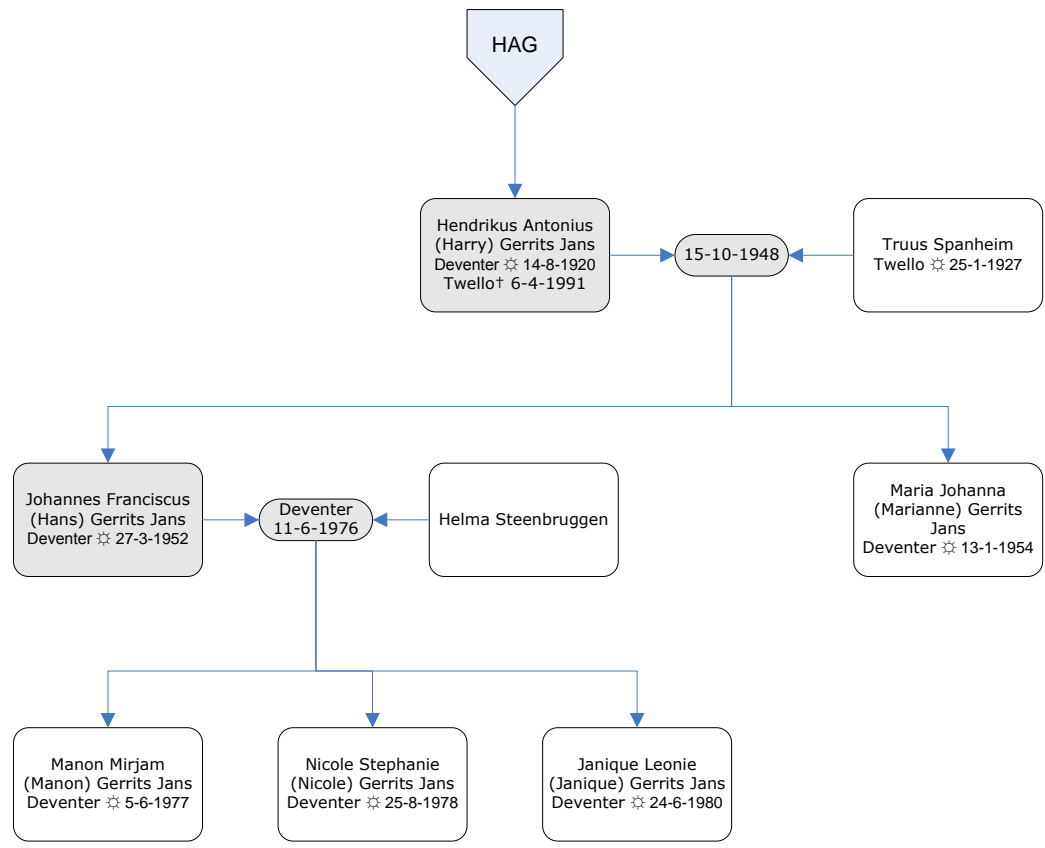 HAG
Hendrikus Antonius
(Harry) Gerrits Jans
Deventer ☼ 14-8-1920
Twello† 6-4-1991
15-10-1948
Truus Spanheim
Twello ☼ 25-1-1927
Johannes Franciscus
(Hans) Gerrits Jans
Deventer ☼ 27-3-1952
Deventer
11-6-1976
Helma Steenbruggen
Maria Johanna
(Marianne) Gerrits
Jans
Deventer ☼ 13-1-1954
Manon Mirjam
(Manon) Gerrits Jans
Deventer ☼ 5-6-1977
Nicole Stephanie
(Nicole) Gerrits Jans
Deventer ☼ 25-8-1978
Janique Leonie
(Janique) Gerrits Jans
Deventer ☼ 24-6-1980